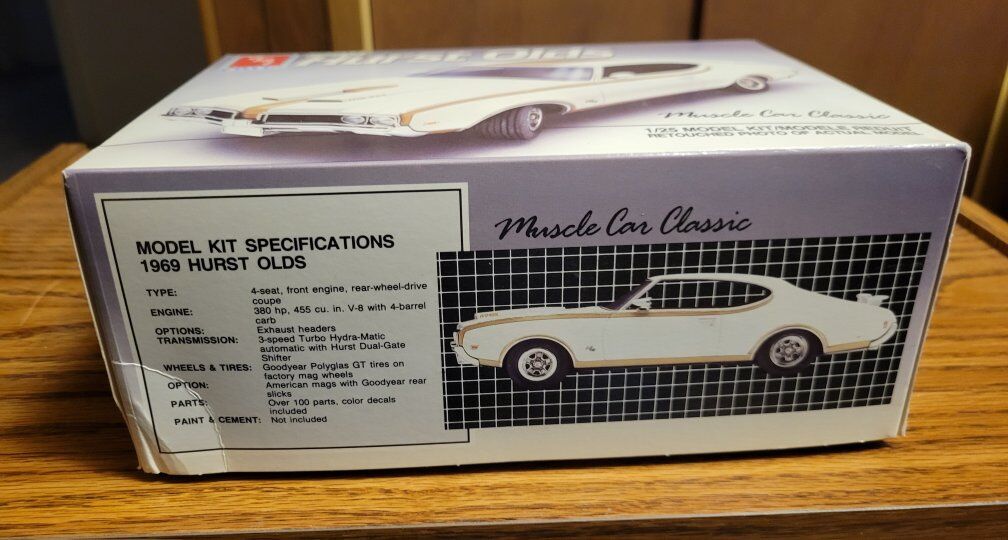 Hurst Olds
Muscle Car Classic
1/25 MODEL KIT/MODELE REDUIT
RETOUCHED PHOTO OF ACTUAL MODEL
MODEL KIT SPECIFICATIONS
1969 HURST OLDS
TYPE: 4-seat, front engine, rear-wheel-drive
coupe
ENGINE: 380 hp, 455 cu. in. V-8 with 4-barrel
carb
OPTIONS: Exhaust headers
TRANSMISSION: 3-speed Turbo Hydra-Matic
automatic with Hurst Dual-Gate
Shifter
WHEELS & TIRES: Goodyear Polyglas GT tires on
factory mag wheels
OPTION: American mags with Goodyear rear
slicks
PARTS: Over 100 parts, color decals
included
PAINT & CEMENT: Not included
Muscle Car Classic